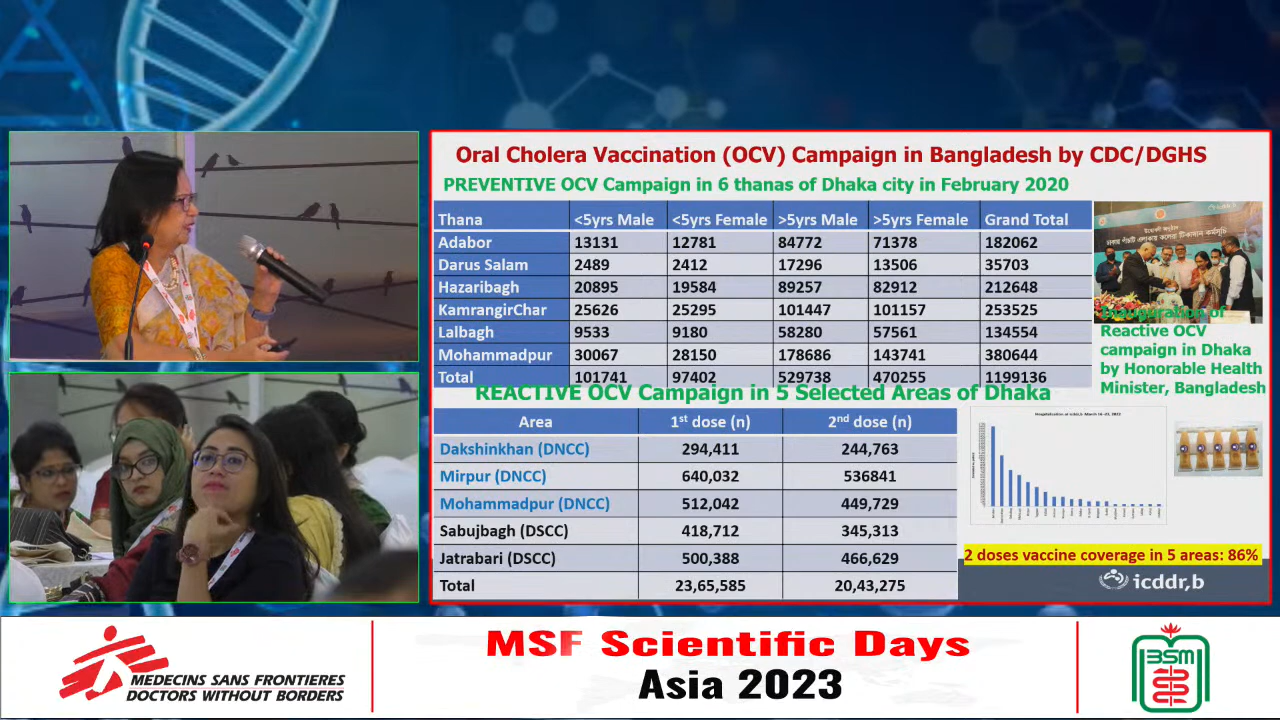 Oral Cholera Vaccination (OCV) Campaign in Bangladesh by CDC/DGHS
PREVENTIVE OCV Campaign in 6 thanas of Dhaka city in February 2020
Thana <5yrs Male <5yrs Female >5yrs Male >5yrs Female Grand Total
Adabor 13131 12781 84772 71378 182062
Darus Salam 2489 2412 17296 13506 35703
Hazaribagh 20895 19584 89257 82912 212648
KamrangirChar 25626 25295 101447 101157 253525
Lalbagh 9533 9180 58280 57561 134554
Mohammadpur 30067 28150 178686 143741 380644
Total 101741 97402 529738 470255 1199136
Inauguration of
Reactive OCV
campaign in Dhaka
by Honorable Health
Minister, Bangladesh
REACTIVE OCV Campaign in 5 Selected Areas of Dhaka
Area 1st dose (n) 2nd dose (n)
Dakshinkhan (DNCC) 294,411 244,763
Mirpur (DNCC) 640,032 536841
Mohammadpur (DNCC) 512,042 449,729
Sabujbagh (DSCC) 418,712 345,313
Jatrabari (DSCC) 500,388 466,629
Total 23,65,585 20,43,275
2 doses vaccine coverage in 5 areas: 86%
icddr,b
MEDECINS SANS FRONTIERES
DOCTORS WITHOUT BORDERS
MSF Scientific Days
Asia 2023
BSM